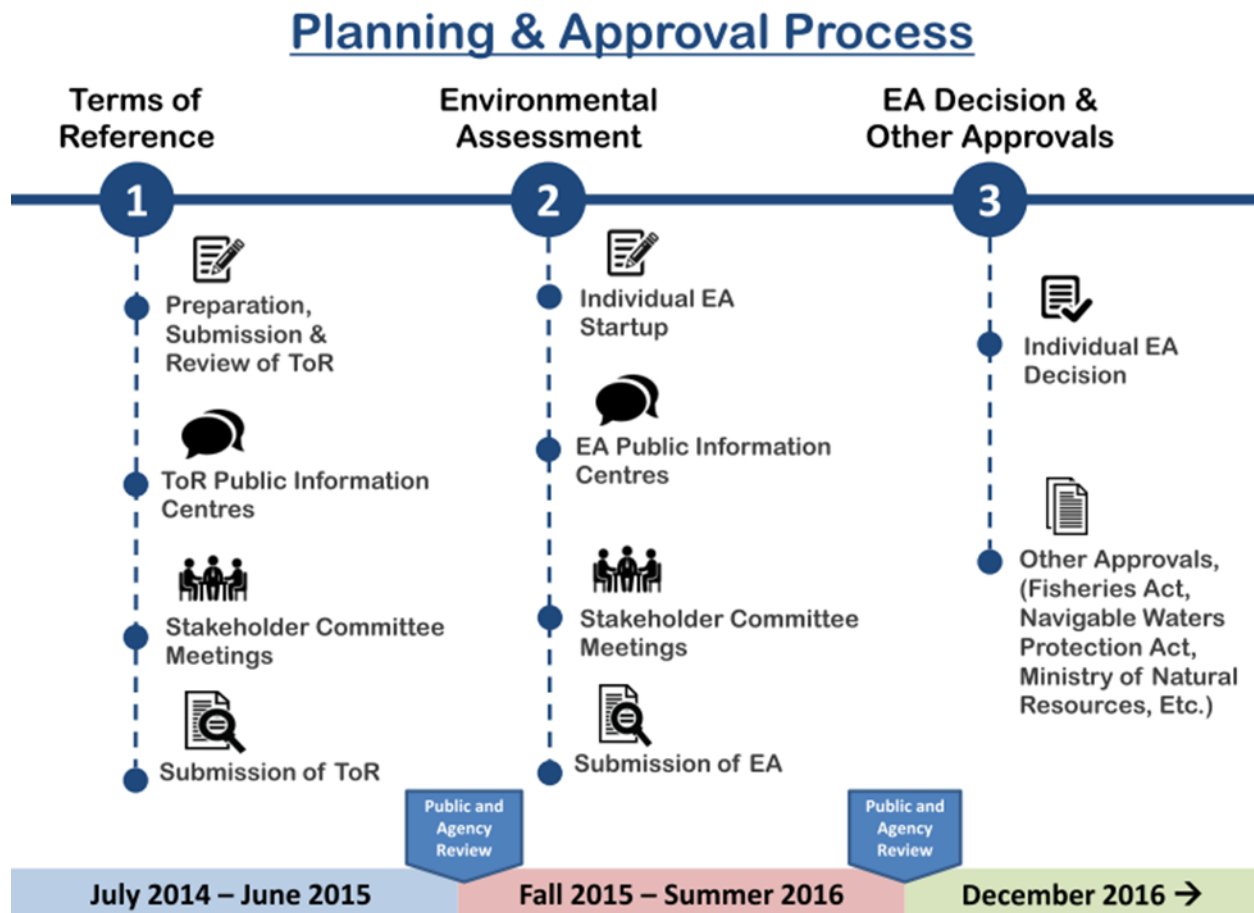 Planning & Approval Process
Terms of
Reference
1
Preparation,
Submission &
Review of ToR
ToR Public Information
Centres
Stakeholder Committee
Meetings
Submission of ToR
Environmental
Assessment
2
Individual EA
Startup
EA Public Information
Centres
Stakeholder Committee
Meetings
Submission of EA
EA Decision &
Other Approvals
3
Individual EA
Decision
Other Approvals,
(Fisheries Act,
Navigable Waters
Protection Act,
Ministry of Natural
Resources, Etc.)
Public and
Agency
Review
Public and
Agency
Review
July 2014 – June 2015
Fall 2015 – Summer 2016
December 2016 →